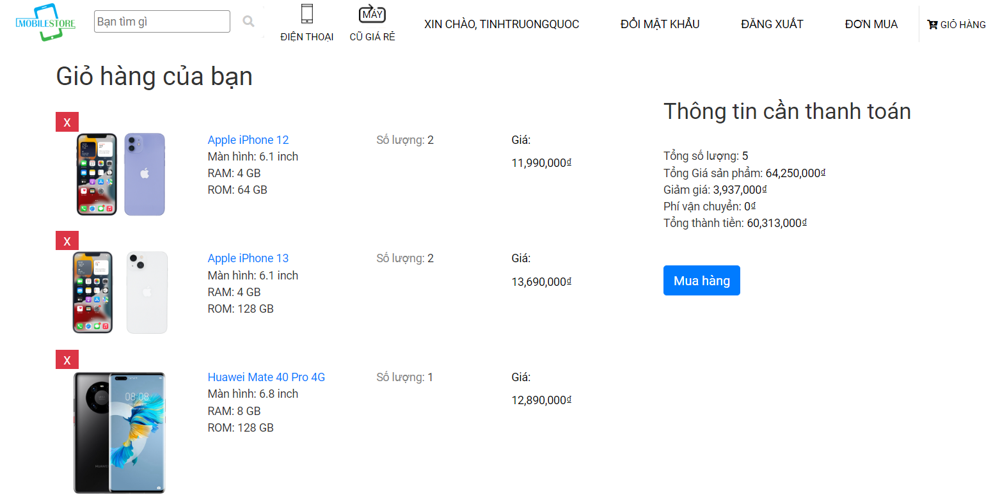 MOBILESTORE
Bạn tìm gì
ĐIỆN THOẠI
MÁY
CŨ GIÁ RẺ
XIN CHÀO, TINHTRUONGQUOC
ĐỔI MẬT KHẨU
ĐĂNG XUẤT
ĐƠN MUA
GIỎ HÀNG
Giỏ hàng của bạn
X
Apple iPhone 12
Màn hình: 6.1 inch
RAM: 4 GB
ROM: 64 GB
Số lượng: 2
Giá:
11,990,000₫
X
Apple iPhone 13
Màn hình: 6.1 inch
RAM: 4 GB
ROM: 128 GB
Số lượng: 2
Giá:
13,690,000₫
X
08:08
HUAWEI
Huawei Mate 40 Pro 4G
Màn hình: 6.8 inch
RAM: 8 GB
ROM: 128 GB
Số lượng: 1
Giá:
12,890,000₫
Thông tin cần thanh toán
Tổng số lượng: 5
Tổng Giá sản phẩm: 64,250,000₫
Giảm giá: 3,937,000₫
Phí vận chuyển: 0₫
Tổng thành tiền: 60,313,000₫
Mua hàng